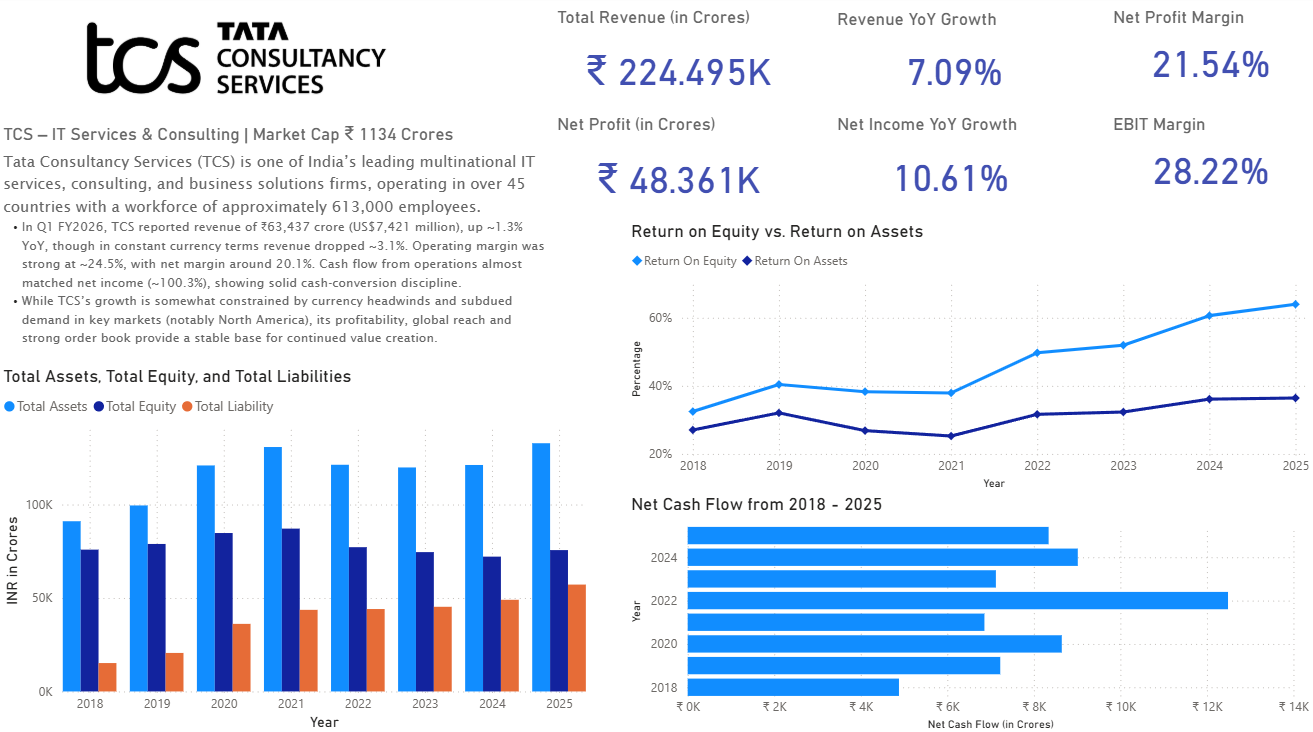 tcs TATA
CONSULTANCY
SERVICES
TCS – IT Services & Consulting | Market Cap ₹ 1134 Crores
Tata Consultancy Services (TCS) is one of India’s leading multinational IT
services, consulting, and business solutions firms, operating in over 45
countries with a workforce of approximately 613,000 employees.
• In Q1 FY2026, TCS reported revenue of ₹63,437 crore (US$7,421 million), up ~1.3%
YoY, though in constant currency terms revenue dropped ~3.1%. Operating margin was
strong at ~24.5%, with net margin around 20.1%. Cash flow from operations almost
matched net income (~100.3%), showing solid cash-conversion discipline.
• While TCS’s growth is somewhat constrained by currency headwinds and subdued
demand in key markets (notably North America), its profitability, global reach and
strong order book provide a stable base for continued value creation.
Total Revenue (in Crores)
₹ 224.495K
Revenue YoY Growth
7.09%
Net Profit Margin
21.54%
Net Profit (in Crores)
₹ 48.361K
Net Income YoY Growth
10.61%
EBIT Margin
28.22%
Total Assets, Total Equity, and Total Liabilities
Total Assets Total Equity Total Liability
INR in Crores
100K
50K
0K
2018 2019 2020 2021 2022 2023 2024 2025
Year
Return on Equity vs. Return on Assets
Return On Equity Return On Assets
Percentage
60%
40%
20%
2018 2019 2020 2021 2022 2023 2024 2025
Year
Net Cash Flow from 2018 - 2025
Year
2024
2022
2020
2018
₹ 0K ₹ 2K ₹ 4K ₹ 6K ₹ 8K ₹ 10K ₹ 12K ₹ 14K
Net Cash Flow (in Crores)